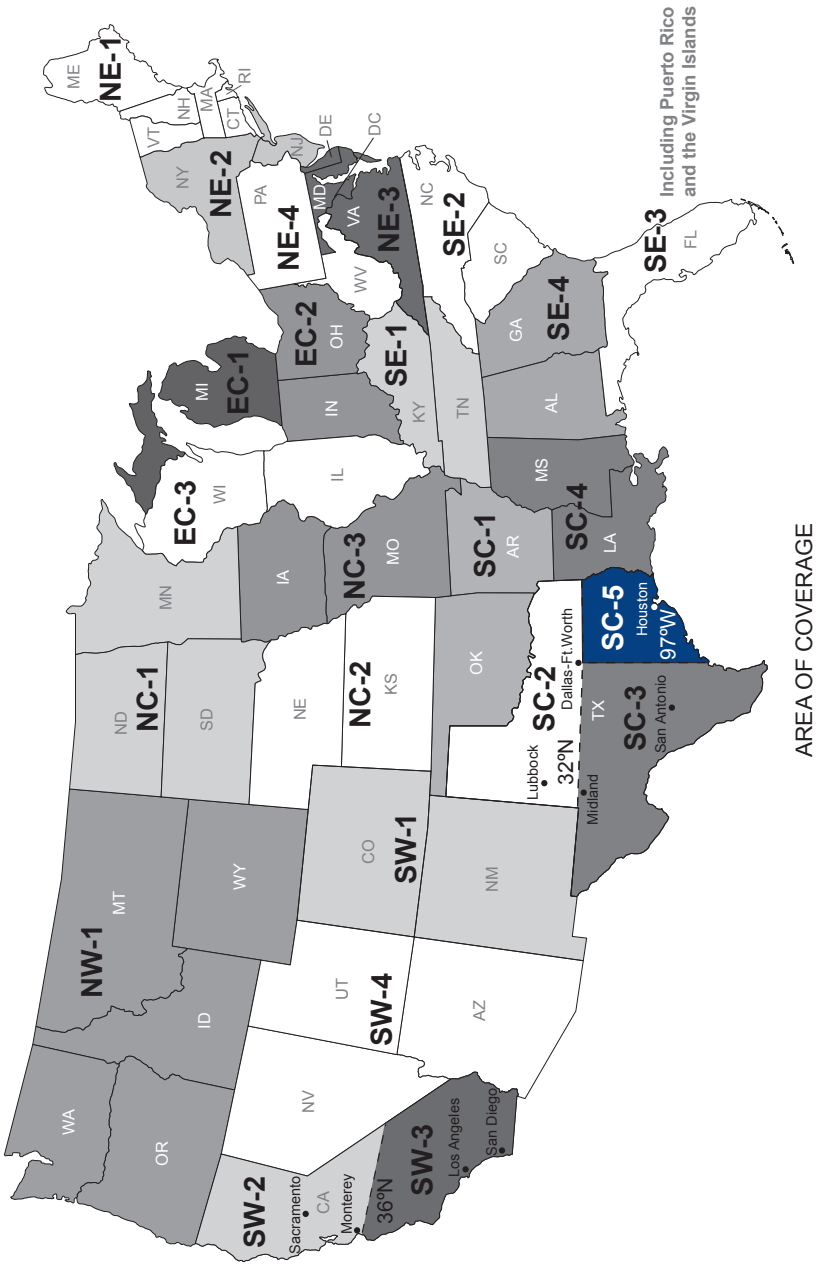 WA
OR
NW-1
MT
ID
WY
ND
NC-1
SD
MN
EC-3
WI
MI
EC-1
ME
NE-1
VT
NH
MA
RI
CT
NY
NE-2
NJ
PA
NE-4
DE
MD
DC
VA
NE-3
WV
EC-2
OH
IN
IL
IA
NC-3
MO
NE
NC-2
KS
CO
SW-1
UT
SW-4
NV
SW-2
Sacramento
CA
Monterey
36ºN
SW-3
Los Angeles
San Diego
AZ
NM
OK
SC-1
AR
SE-1
KY
TN
NC
SE-2
SC
GA
SE-4
AL
MS
SC-4
LA
Lubbock
SC-2
32ºN
Dallas-Ft.Worth
Midland
TX
SC-3
San Antonio
SC-5
Houston
97ºW
SE-3
FL
Including Puerto Rico
and the Virgin Islands
AREA OF COVERAGE